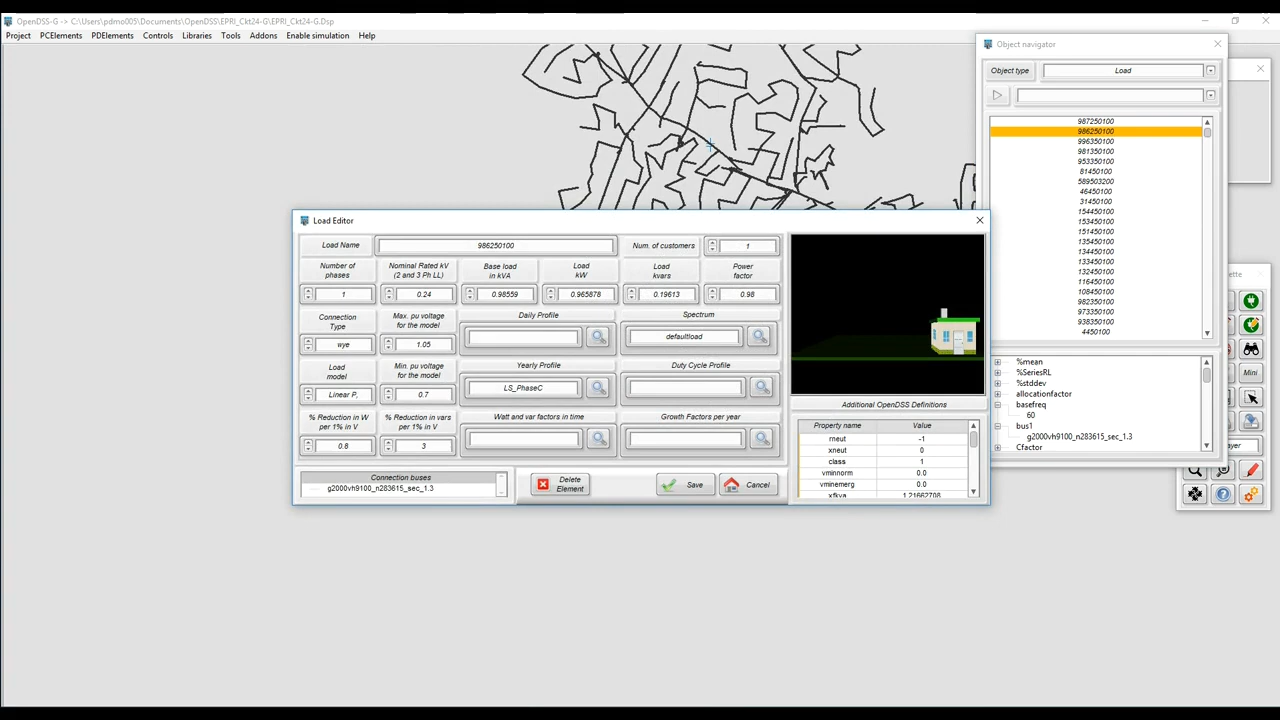 OpenDSS-G -> C:\Users\pdmo005\Documents\OpenDSS\EPRI_Ckt24-G\EPRI_Ckt24-G.Dsp
Project PCElements PDElements Controls Libraries Tools Addons Enable simulation Help
Object navigator
Object type Load
987250100
986250100
996350100
981350100
953350100
81450100
589503200
46450100
31450100
154450100
153450100
151450100
135450100
134450100
133450100
132450100
116450100
108450100
982350100
973350100
938350100
4450100
%mean
%SeriesRL
%stddev
allocationfactor
basefreq
60
bus1
g2000vh9100_n283615_sec_1.3
Cfactor
Mini
Load Editor
Load Name 986250100 Num. of customers 1
Number of phases
1
Nominal Rated kV (2 and 3 Ph LL)
0.24
Base load in kVA
0.98559
Load kW
0.965878
Load kvars
0.19613
Power factor
0.98
Connection Type
wye
Max. pu voltage for the model
1.05
Daily Profile
Spectrum
defaultload
Load model
Linear P,
Min. pu voltage for the model
0.7
Yearly Profile
LS_PhaseC
Duty Cycle Profile
% Reduction in W per 1% in V
0.8
% Reduction in vars per 1% in V
3
Watt and var factors in time
Growth Factors per year
Connection buses
g2000vh9100_n283615_sec_1.3
Delete Element
Save
Cancel
Additional OpenDSS Definitions
Property name Value
rneut -1
xneut 0
class 1
vminnorm 0.0
vminemerg 0.0
xfkva 1.21662708